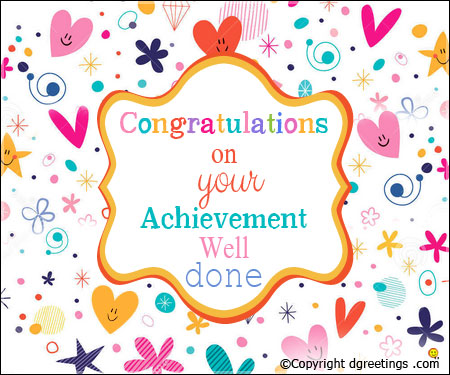 Congratulations
on
your
Achievement
Well
done
©Copyright dgreetings .com